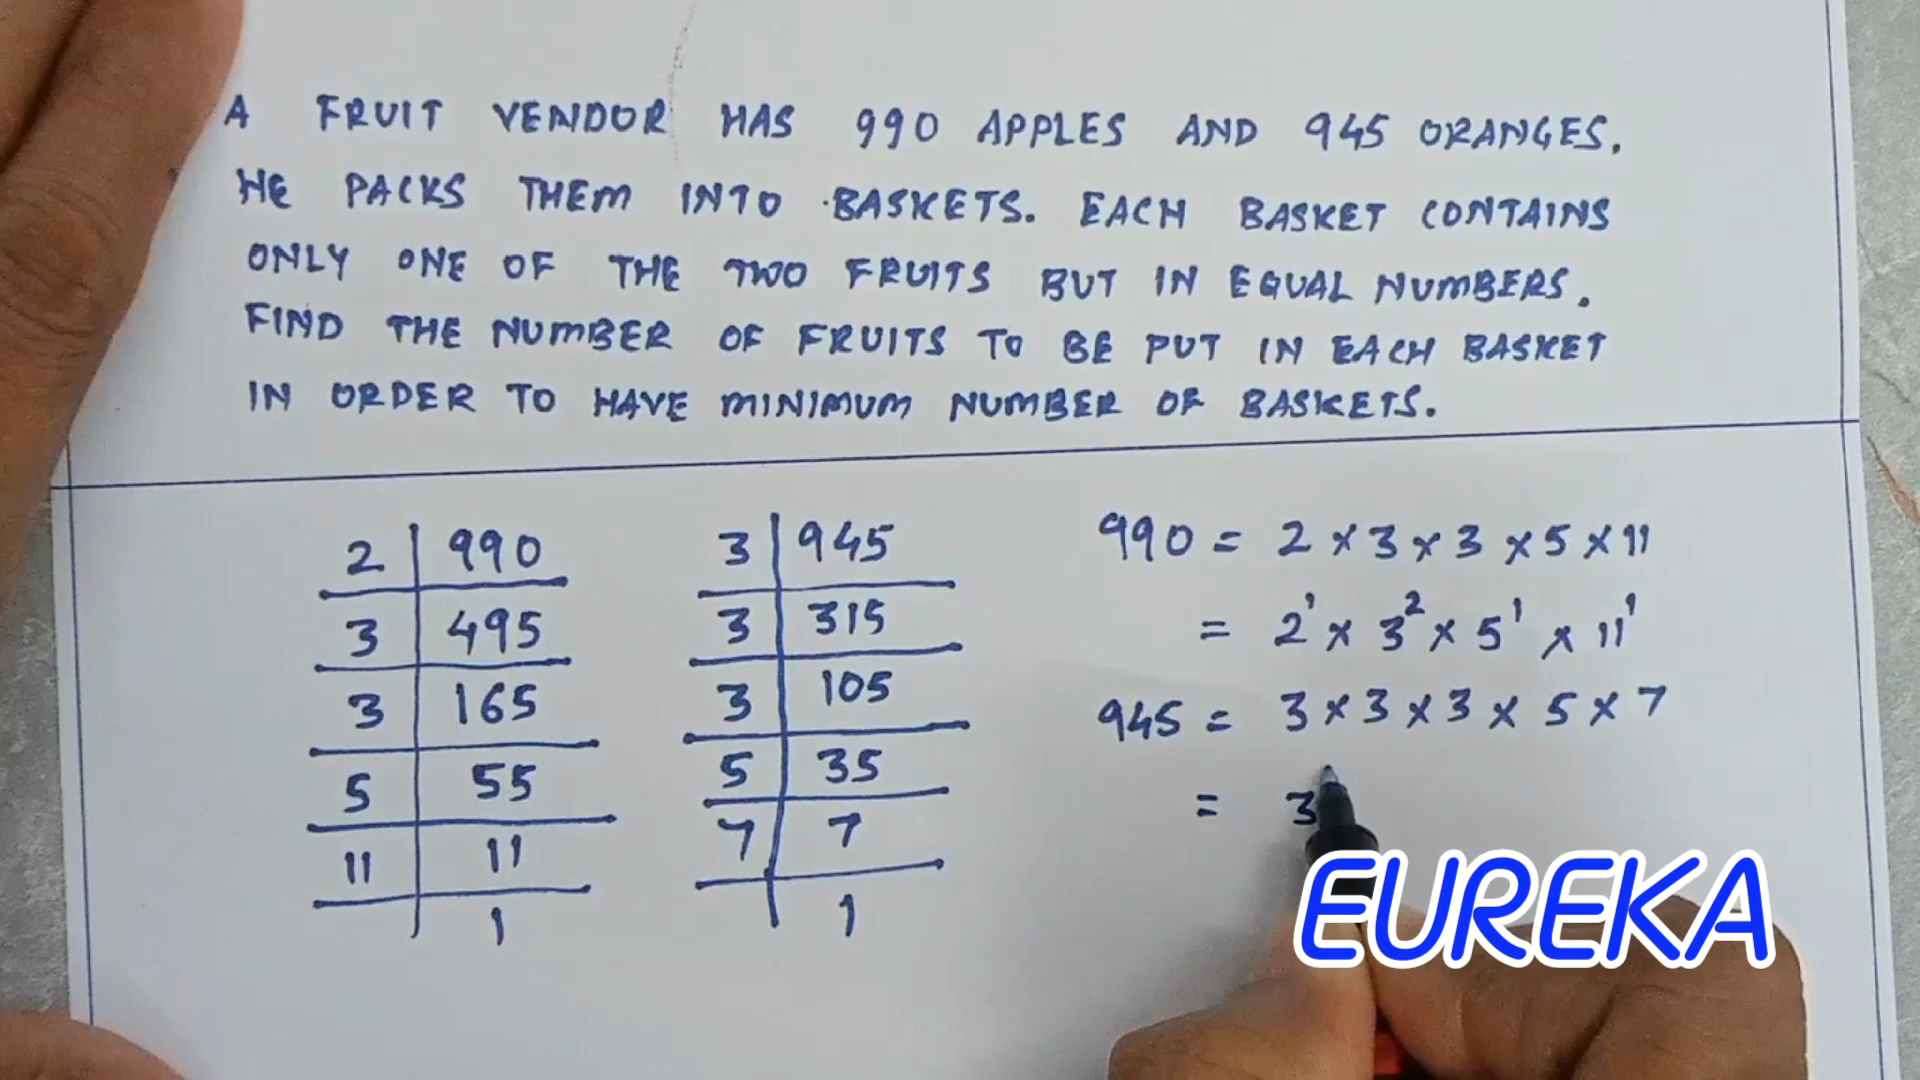 A FRUIT VENDOR HAS 990 APPLES AND 945 ORANGES.
HE PACKS THEM INTO BASKETS. EACH BASKET CONTAINS
ONLY ONE OF THE TWO FRUITS BUT IN EQUAL NUMBERS.
FIND THE NUMBER OF FRUITS TO BE PUT IN EACH BASKET
IN ORDER TO HAVE MINIMUM NUMBER OF BASKETS.
2 | 990
3 | 495
3 | 165
5 | 55
11 | 11
1
3 | 945
3 | 315
3 | 105
5 | 35
7 | 7
1
990 = 2 × 3 × 3 × 5 × 11
= 2¹ × 3² × 5¹ × 11¹
945 = 3 × 3 × 3 × 5 × 7
= 3
EUREKA